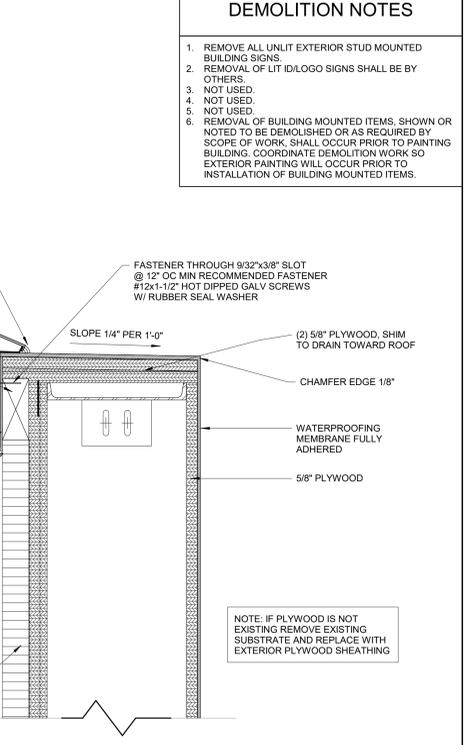 DEMOLITION NOTES
1. REMOVE ALL UNLIT EXTERIOR STUD MOUNTED
BUILDING SIGNS.
2. REMOVAL OF LIT ID/LOGO SIGNS SHALL BE BY
OTHERS.
3. NOT USED.
4. NOT USED.
5. NOT USED.
6. REMOVAL OF BUILDING MOUNTED ITEMS, SHOWN OR
NOTED TO BE DEMOLISHED OR AS REQUIRED BY
SCOPE OF WORK, SHALL OCCUR PRIOR TO PAINTING
BUILDING. COORDINATE DEMOLITION WORK SO
EXTERIOR PAINTING WILL OCCUR PRIOR TO
INSTALLATION OF BUILDING MOUNTED ITEMS.
FASTENER THROUGH 9/32"x3/8" SLOT
@ 12" OC MIN RECOMMENDED FASTENER
#12x1-1/2" HOT DIPPED GALV SCREWS
W/ RUBBER SEAL WASHER
SLOPE 1/4" PER 1'-0"
(2) 5/8" PLYWOOD, SHIM
TO DRAIN TOWARD ROOF
CHAMFER EDGE 1/8"
WATERPROOFING
MEMBRANE FULLY
ADHERED
5/8" PLYWOOD
NOTE: IF PLYWOOD IS NOT
EXISTING REMOVE EXISTING
SUBSTRATE AND REPLACE WITH
EXTERIOR PLYWOOD SHEATHING